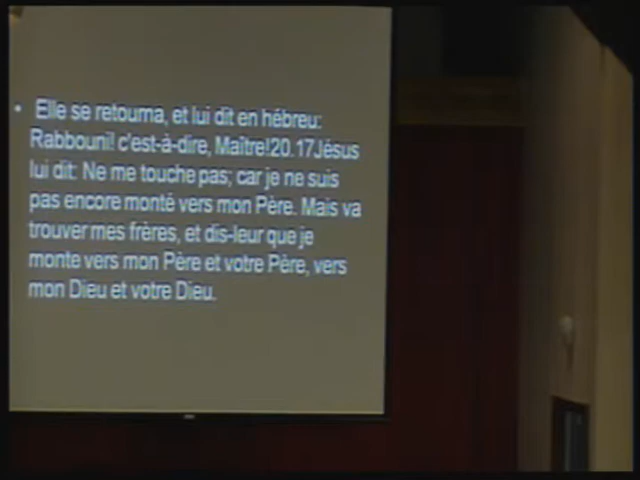 • Elle se retourna, et lui dit en hébreu:
Rabbouni! c'est-à-dire, Maître!20.17Jésus
lui dit: Ne me touche pas; car je ne suis
pas encore monté vers mon Père. Mais va
trouver mes frères, et dis-leur que je
monte vers mon Père et votre Père, vers
mon Dieu et votre Dieu.